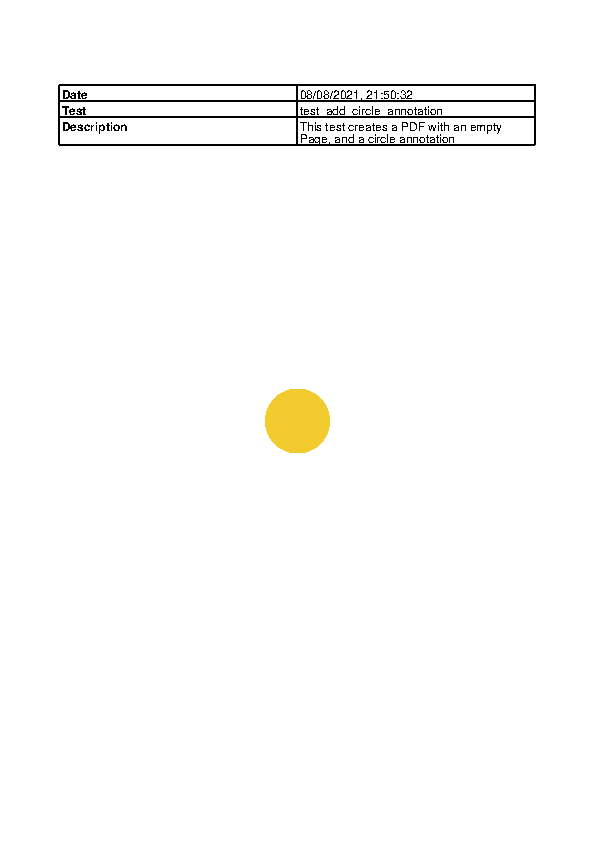 Date 08/08/2021, 21:50:32
Test test_add_circle_annotation
Description This test creates a PDF with an empty
Page, and a circle annotation